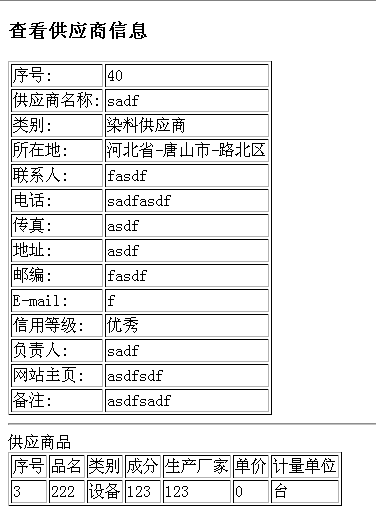 查看供应商信息
序号: 40
供应商名称: sadf
类别: 染料供应商
所在地: 河北省-唐山市-路北区
联系人: fasdf
电话: sadfasdf
传真: asdf
地址: asdf
邮编: fasdf
E-mail: f
信用等级: 优秀
负责人: sadf
网站主页: asdfsdf
备注: asdfsadf
供应商品
序号 品名 类别 成分 生产厂家 单价 计量单位
3 222 设备 123 123 0 台